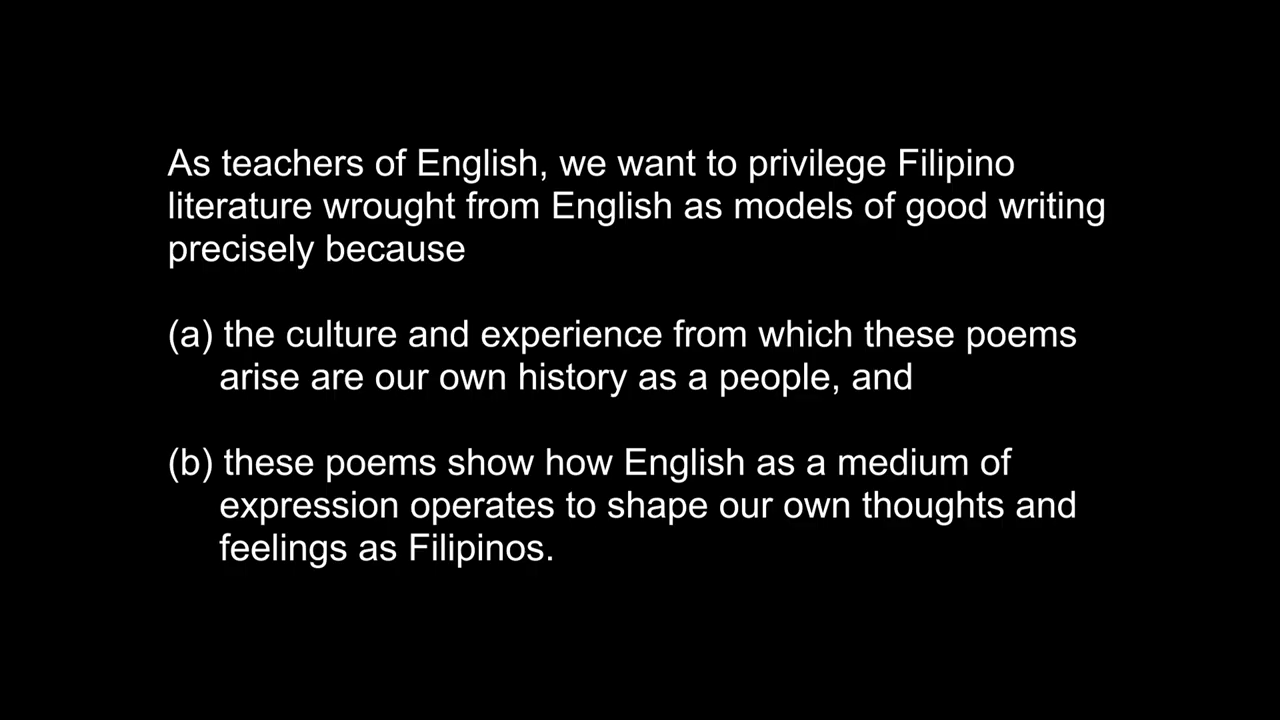 As teachers of English, we want to privilege Filipino
literature wrought from English as models of good writing
precisely because
(a) the culture and experience from which these poems
arise are our own history as a people, and
(b) these poems show how English as a medium of
expression operates to shape our own thoughts and
feelings as Filipinos.